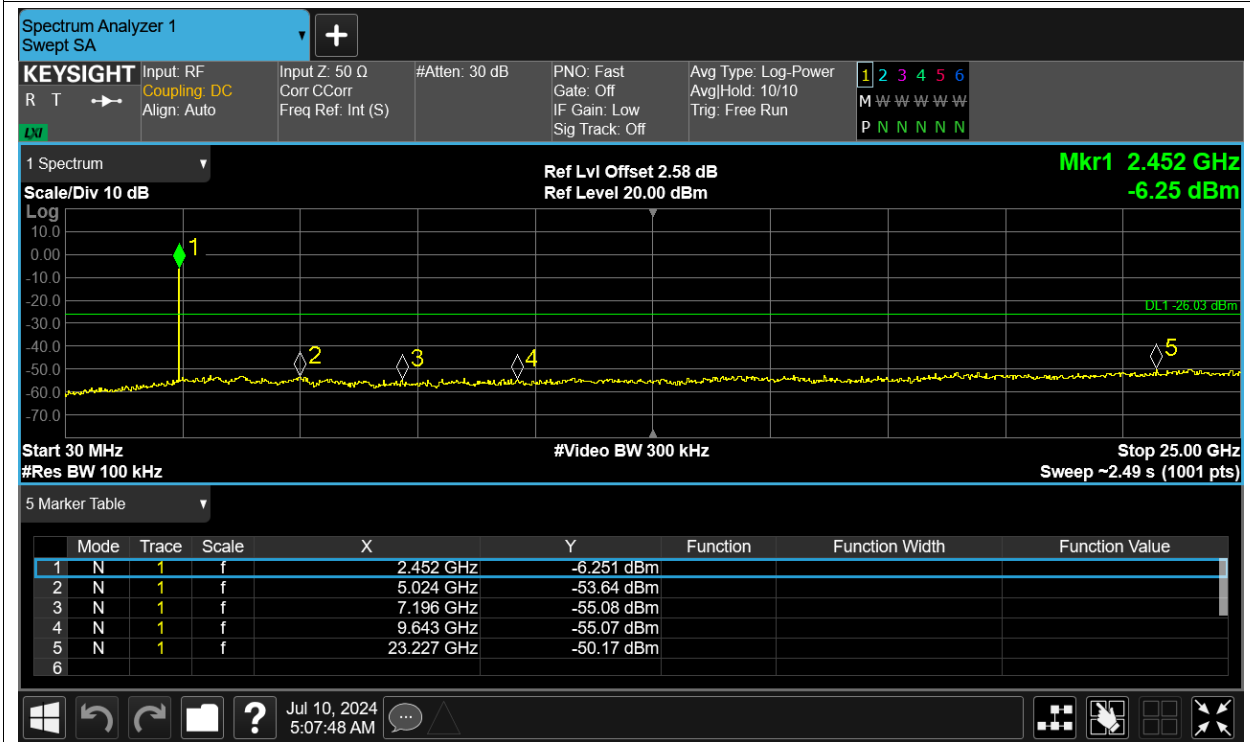 Spectrum Analyzer 1
Swept SA
+
KEYSIGHT
R T
LXI
Input: RF
Coupling: DC
Align: Auto
Input Z: 50 Ω
Corr CCorr
Freq Ref: Int (S)
#Atten: 30 dB
PNO: Fast
Gate: Off
IF Gain: Low
Sig Track: Off
Avg Type: Log-Power
Avg|Hold: 10/10
Trig: Free Run
1 2 3 4 5 6
M W W W W W
P N N N N N
1 Spectrum
Scale/Div 10 dB
Ref Lvl Offset 2.58 dB
Ref Level 20.00 dBm
Mkr1 2.452 GHz
-6.25 dBm
Log
10.0
0.00
-10.0
-20.0
-30.0
-40.0
-50.0
-60.0
-70.0
1
2
3
4
5
DL1 -26.03 dBm
Start 30 MHz
#Res BW 100 kHz
#Video BW 300 kHz
Stop 25.00 GHz
Sweep ~2.49 s (1001 pts)
5 Marker Table
Mode Trace Scale X Y Function Function Width Function Value
1 N 1 f 2.452 GHz -6.251 dBm
2 N 1 f 5.024 GHz -53.64 dBm
3 N 1 f 7.196 GHz -55.08 dBm
4 N 1 f 9.643 GHz -55.07 dBm
5 N 1 f 23.227 GHz -50.17 dBm
6
?
Jul 10, 2024
5:07:48 AM